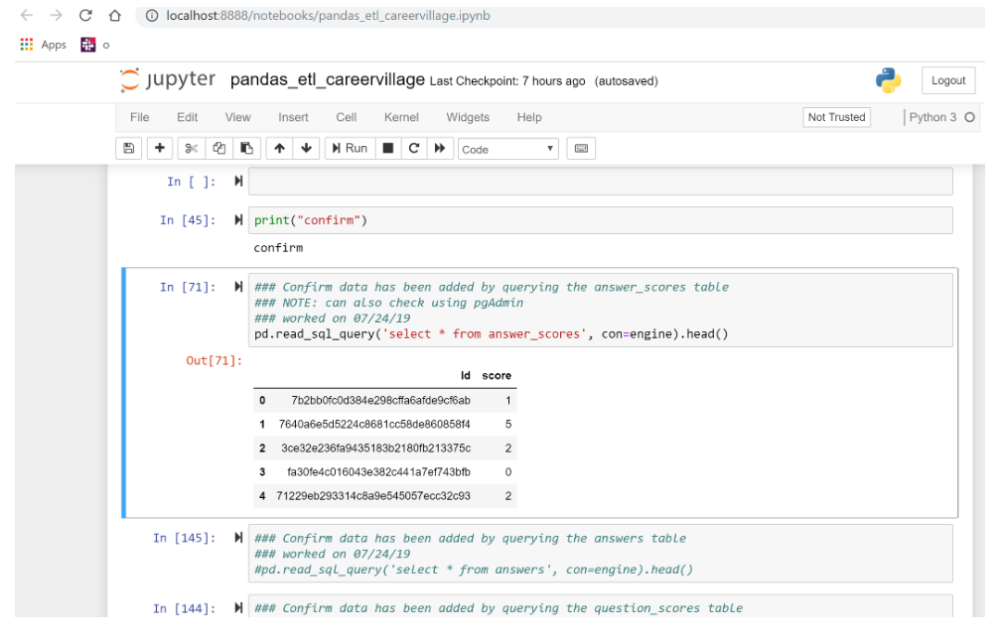 localhost:8888/notebooks/pandas_etl_careervillage.ipynb
Apps o
jupyter pandas_etl_careervillage Last Checkpoint: 7 hours ago (autosaved) Logout
File Edit View Insert Cell Kernel Widgets Help Not Trusted Python 3
Run Code
In [ ]:
In [45]: print("confirm")
confirm
In [71]: ### Confirm data has been added by querying the answer_scores table
### NOTE: can also check using pgAdmin
### worked on 07/24/19
pd.read_sql_query('select * from answer_scores', con=engine).head()
Out[71]:
id score
0 7b2bb0fc0d384e298cffa6afde9cf6ab 1
1 7640a6e5d5224c8681cc58de860858f4 5
2 3ce32e236fa9435183b2180fb213375c 2
3 fa30fe4c016043e382c441a7ef743bfb 0
4 71229eb293314c8a9e545057ecc32c93 2
In [145]: ### Confirm data has been added by querying the answers table
### worked on 07/24/19
#pd.read_sql_query('select * from answers', con=engine).head()
In [144]: ### Confirm data has been added by querying the question_scores table